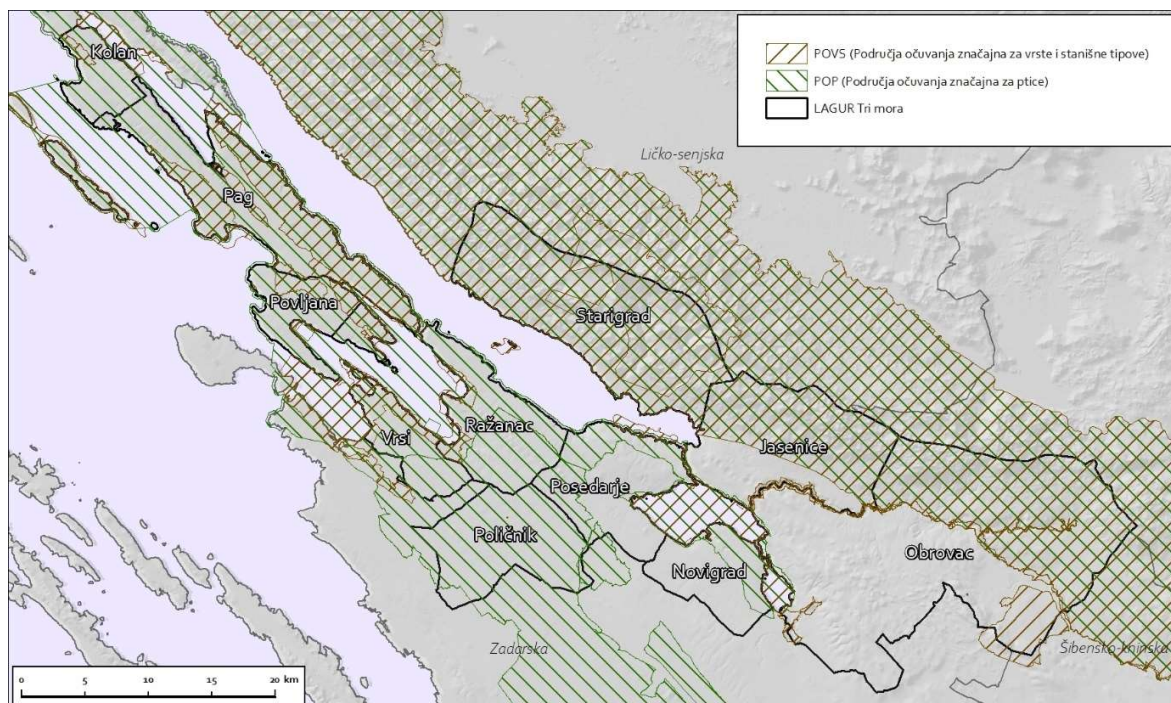 Kolan
POVS (Područja očuvanja značajna za vrste i stanišne tipove)
POP (Područja očuvanja značajna za ptice)
LAGUR Tri mora
Ličko-senjska
Pag
Povljana
Starigrad
Vrsi
Ražanac
Jasenice
Posedarje
Poličnik
Obrovac
Novigrad
Zadarska
Šibensko-kninska
0 5 10 20 km